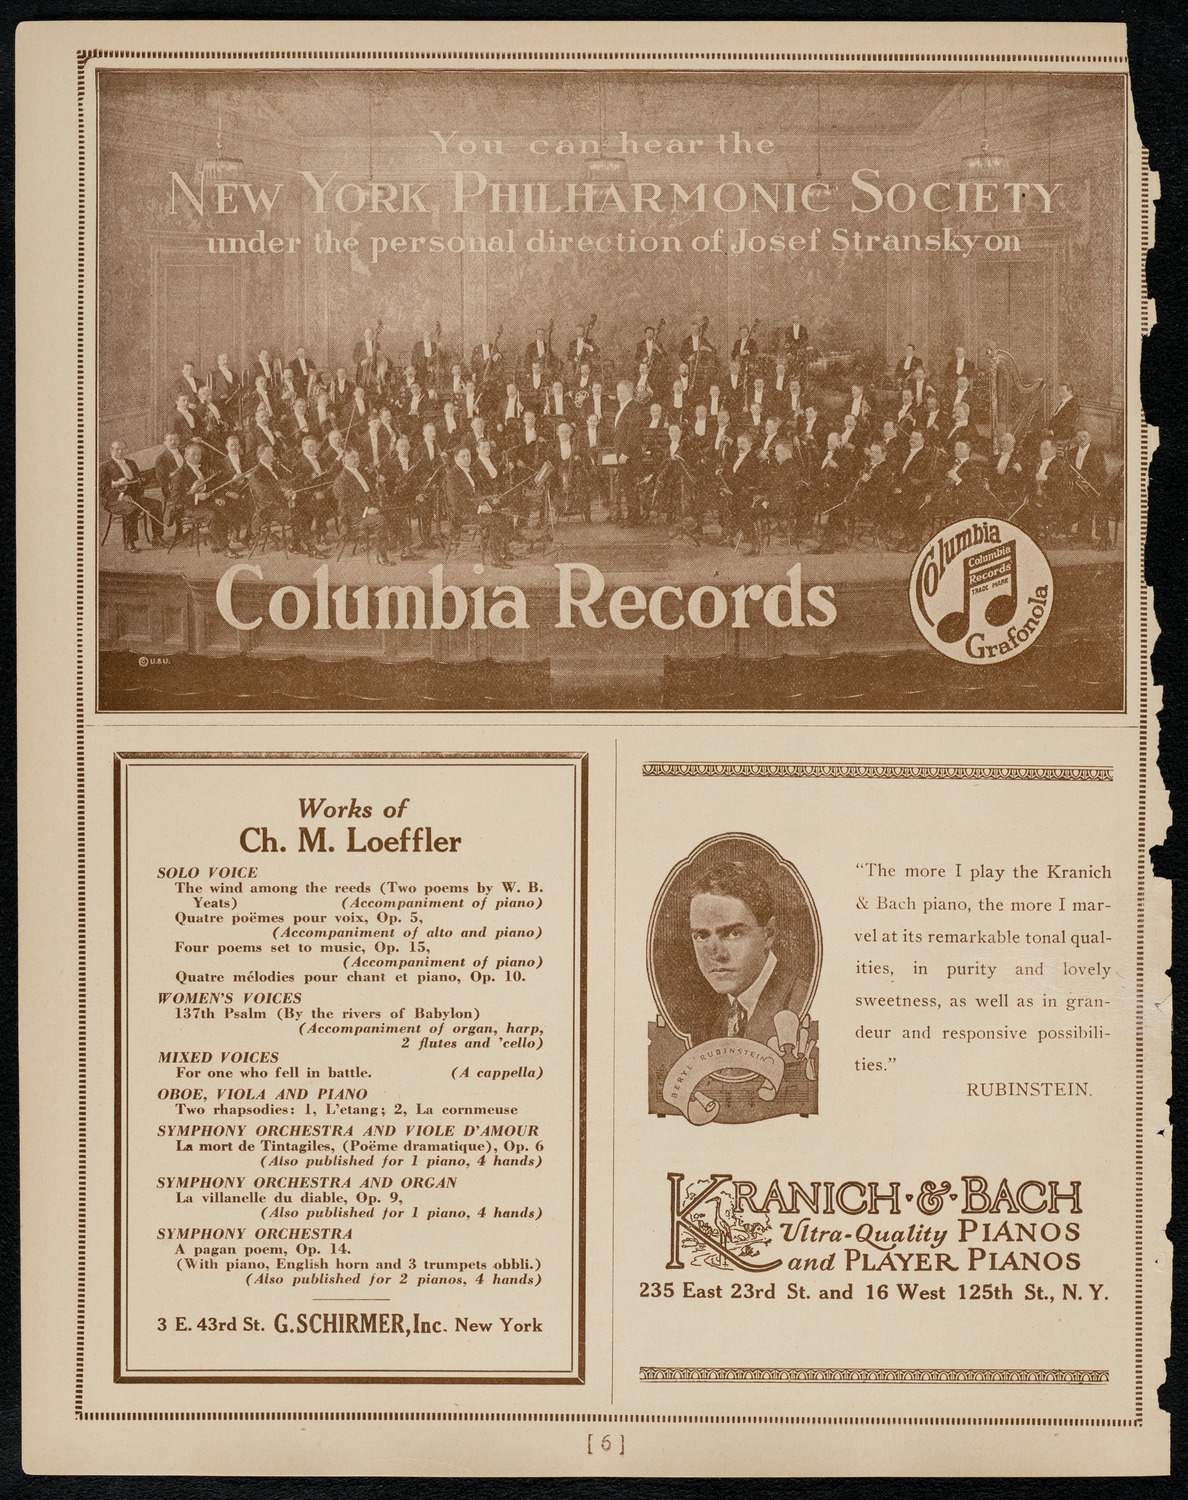 You can hear the
NEW YORK PHILHARMONIC SOCIETY
under the personal direction of Josef Stransky on
Columbia Records
Columbia
Columbia
Records
TRADE MARK
Grafonola
© U.&U.
Works of
Ch. M. Loeffler
SOLO VOICE
The wind among the reeds (Two poems by W. B.
Yeats) (Accompaniment of piano)
Quatre poëmes pour voix, Op. 5,
(Accompaniment of alto and piano)
Four poems set to music, Op. 15,
(Accompaniment of piano)
Quatre mélodies pour chant et piano, Op. 10.
WOMEN'S VOICES
137th Psalm (By the rivers of Babylon)
(Accompaniment of organ, harp,
2 flutes and 'cello)
MIXED VOICES
For one who fell in battle. (A cappella)
OBOE, VIOLA AND PIANO
Two rhapsodies: 1, L'etang; 2, La cornmeuse
SYMPHONY ORCHESTRA AND VIOLE D'AMOUR
La mort de Tintagiles, (Poëme dramatique), Op. 6
(Also published for 1 piano, 4 hands)
SYMPHONY ORCHESTRA AND ORGAN
La villanelle du diable, Op. 9,
(Also published for 1 piano, 4 hands)
SYMPHONY ORCHESTRA
A pagan poem, Op. 14.
(With piano, English horn and 3 trumpets obbli.)
(Also published for 2 pianos, 4 hands)
3 E. 43rd St. G. SCHIRMER, Inc. New York
BERYL RUBINSTEIN
"The more I play the Kranich
& Bach piano, the more I mar-
vel at its remarkable tonal qual-
ities, in purity and lovely
sweetness, as well as in gran-
deur and responsive possibili-
ties."
RUBINSTEIN.
KRANICH·&·BACH
Ultra-Quality PIANOS
and PLAYER PIANOS
235 East 23rd St. and 16 West 125th St., N. Y.
[ 6 ]